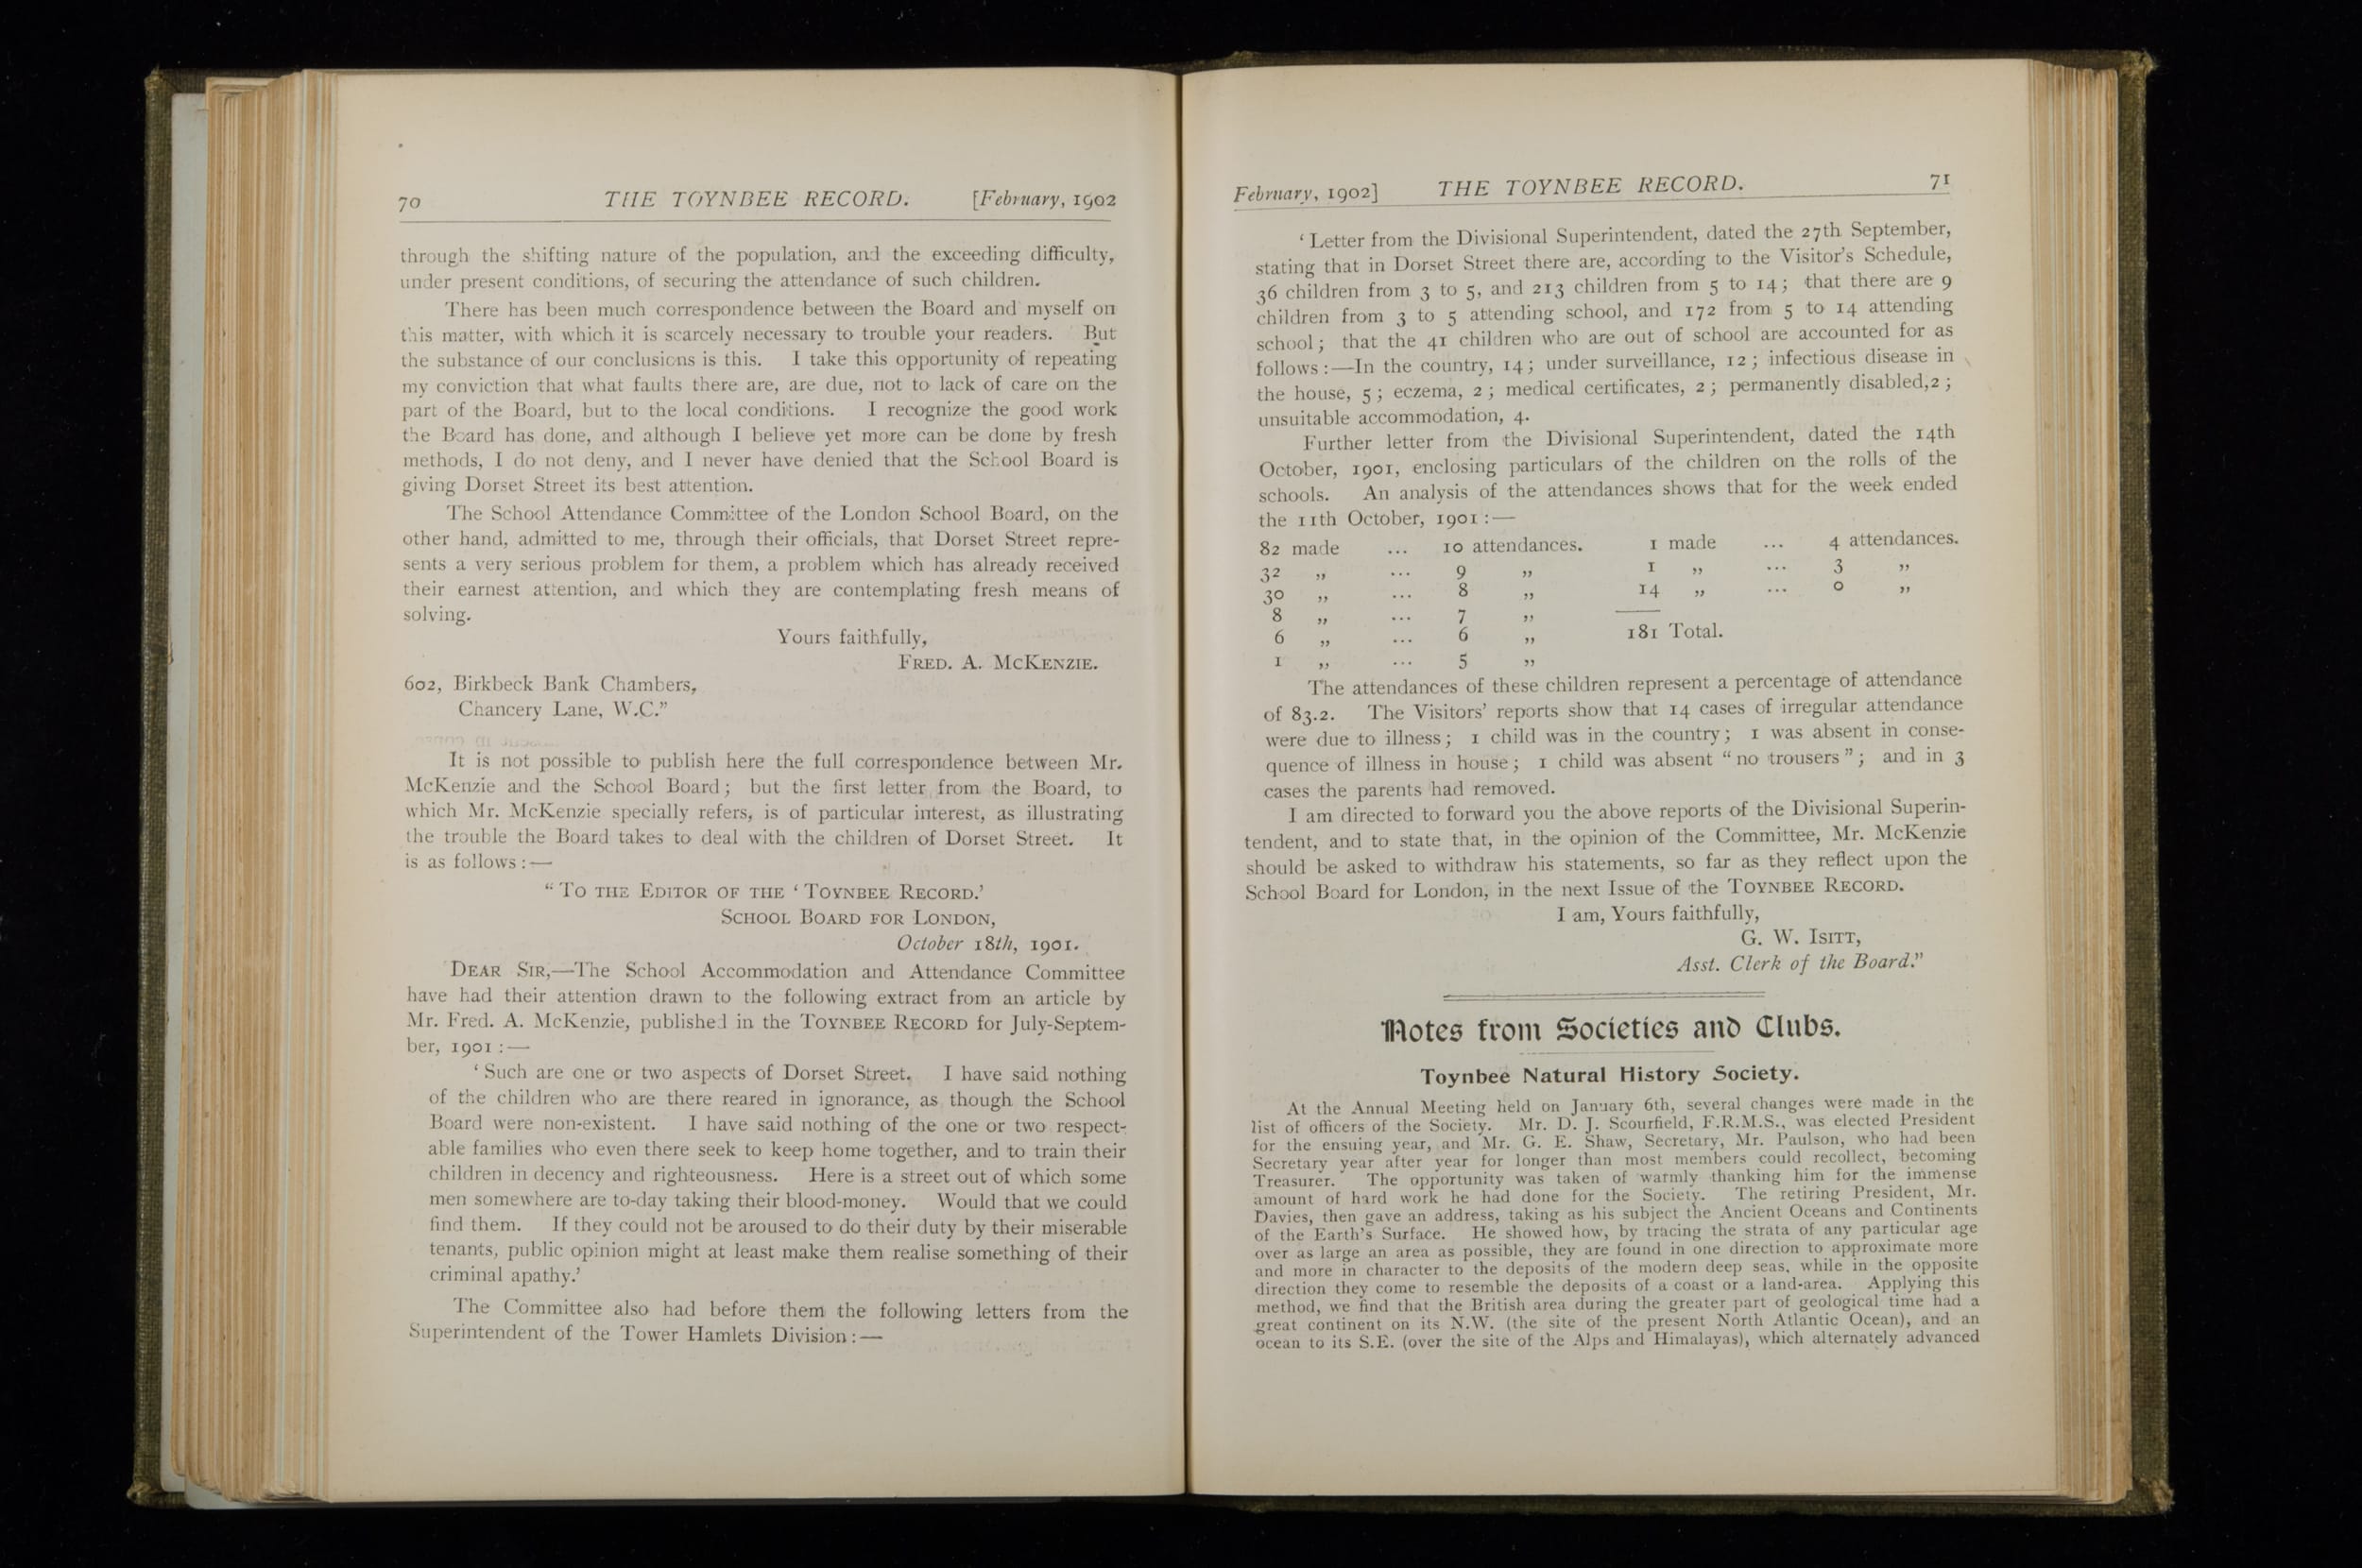 70 THE TOYNBEE RECORD. [February, 1902
through the shifting nature of the population, and the exceeding difficulty,
under present conditions, of securing the attendance of such children.
There has been much correspondence between the Board and myself on
this matter, with which it is scarcely necessary to trouble your readers. But
the substance of our conclusions is this. I take this opportunity of repeating
my conviction that what faults there are, are due, not to lack of care on the
part of the Board, but to the local conditions. I recognize the good work
the Board has done, and although I believe yet more can be done by fresh
methods, I do not deny, and I never have denied that the School Board is
giving Dorset Street its best attention.
The School Attendance Committee of the London School Board, on the
other hand, admitted to me, through their officials, that Dorset Street repre-
sents a very serious problem for them, a problem which has already received
their earnest attention, and which they are contemplating fresh means of
solving.
Yours faithfully,
FRED. A. MCKENZIE.
602, Birkbeck Bank Chambers,
Chancery Lane, W.C.”
It is not possible to publish here the full correspondence between Mr.
McKenzie and the School Board; but the first letter from the Board, to
which Mr. McKenzie specially refers, is of particular interest, as illustrating
the trouble the Board takes to deal with the children of Dorset Street. It
is as follows:—
“TO THE EDITOR OF THE ‘TOYNBEE RECORD.’
SCHOOL BOARD FOR LONDON,
October 18th, 1901.
DEAR SIR,—The School Accommodation and Attendance Committee
have had their attention drawn to the following extract from an article by
Mr. Fred. A. McKenzie, published in the TOYNBEE RECORD for July-Septem-
ber, 1901:—
‘Such are one or two aspects of Dorset Street. I have said nothing
of the children who are there reared in ignorance, as though the School
Board were non-existent. I have said nothing of the one or two respect-
able families who even there seek to keep home together, and to train their
children in decency and righteousness. Here is a street out of which some
men somewhere are to-day taking their blood-money. Would that we could
find them. If they could not be aroused to do their duty by their miserable
tenants, public opinion might at least make them realise something of their
criminal apathy.’
The Committee also had before them the following letters from the
Superintendent of the Tower Hamlets Division:—
February, 1902] THE TOYNBEE RECORD. 71
‘Letter from the Divisional Superintendent, dated the 27th September,
stating that in Dorset Street there are, according to the Visitor’s Schedule,
36 children from 3 to 5, and 213 children from 5 to 14; that there are 9
children from 3 to 5 attending school, and 172 from 5 to 14 attending
school; that the 41 children who are out of school are accounted for as
follows:—In the country, 14; under surveillance, 12; infectious disease in
the house, 5; eczema, 2; medical certificates, 2; permanently disabled,2;
unsuitable accommodation, 4.
Further letter from the Divisional Superintendent, dated the 14th
October, 1901, enclosing particulars of the children on the rolls of the
schools. An analysis of the attendances shows that for the week ended
the 11th October, 1901:—
82 made ... 10 attendances. 1 made ... 4 attendances.
32 ,, ... 9 ,, 1 ,, ... 3 ,,
30 ,, ... 8 ,, 14 ,, ... 0 ,,
8 ,, ... 7 ,,
6 ,, ... 6 ,, 181 Total.
1 ,, ... 5 ,,
The attendances of these children represent a percentage of attendance
of 83.2. The Visitors’ reports show that 14 cases of irregular attendance
were due to illness; 1 child was in the country; 1 was absent in conse-
quence of illness in house; 1 child was absent “no trousers”; and in 3
cases the parents had removed.
I am directed to forward you the above reports of the Divisional Superin-
tendent, and to state that, in the opinion of the Committee, Mr. McKenzie
should be asked to withdraw his statements, so far as they reflect upon the
School Board for London, in the next Issue of the TOYNBEE RECORD.
I am, Yours faithfully,
G. W. ISITT,
Asst. Clerk of the Board.”
Notes from Societies and Clubs.
Toynbee Natural History Society.
At the Annual Meeting held on January 6th, several changes were made in the
list of officers of the Society. Mr. D. J. Scourfield, F.R.M.S., was elected President
for the ensuing year, and Mr. G. E. Shaw, Secretary, Mr. Paulson, who had been
Secretary year after year for longer than most members could recollect, becoming
Treasurer. The opportunity was taken of warmly thanking him for the immense
amount of hard work he had done for the Society. The retiring President, Mr.
Davies, then gave an address, taking as his subject the Ancient Oceans and Continents
of the Earth’s Surface. He showed how, by tracing the strata of any particular age
over as large an area as possible, they are found in one direction to approximate more
and more in character to the deposits of the modern deep seas, while in the opposite
direction they come to resemble the deposits of a coast or a land-area. Applying this
method, we find that the British area during the greater part of geological time had a
great continent on its N.W. (the site of the present North Atlantic Ocean), and an
ocean to its S.E. (over the site of the Alps and Himalayas), which alternately advanced